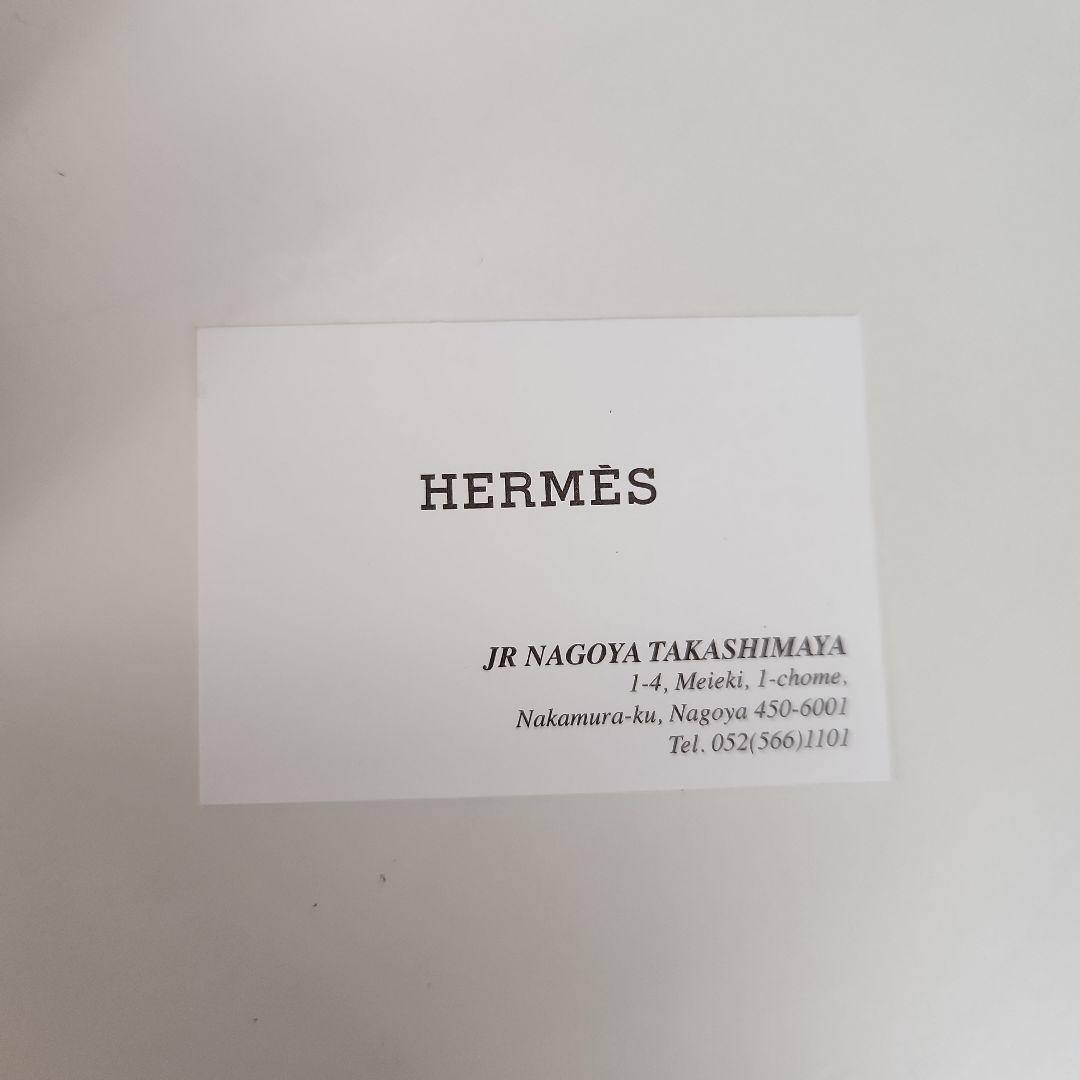 HERMÈS
JR NAGOYA TAKASHIMAYA
1-4, Meieki, 1-chome,
Nakamura-ku, Nagoya 450-6001
Tel. 052(566)1101